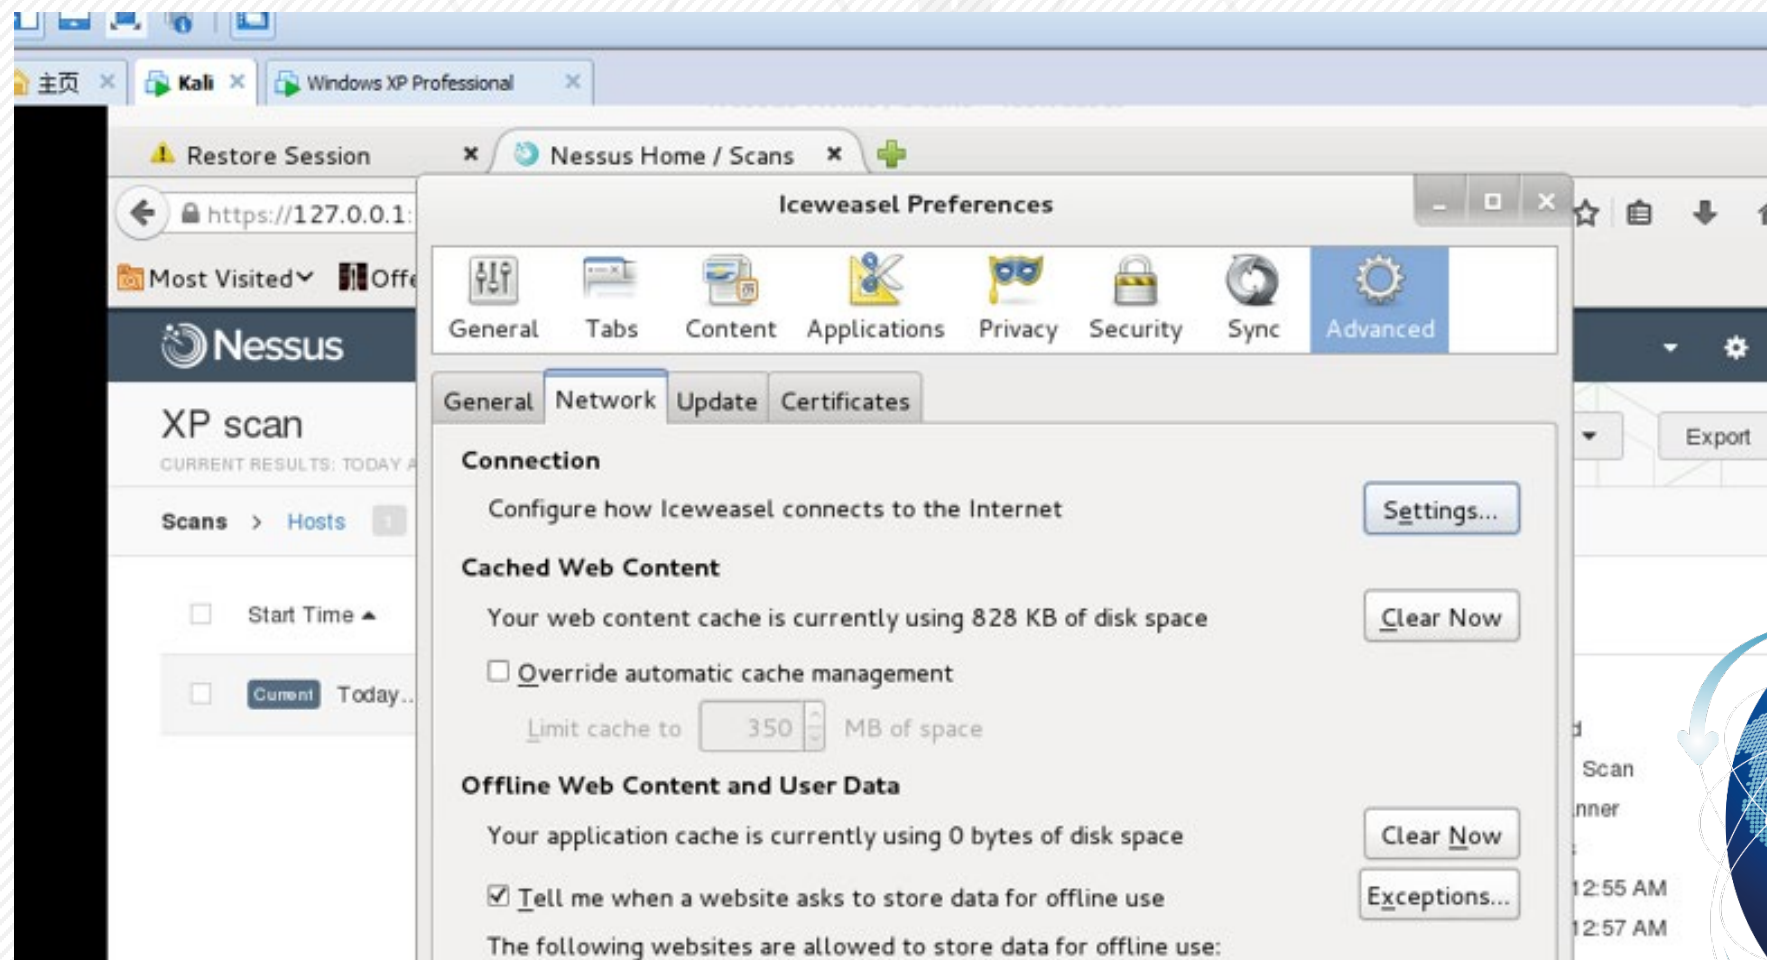 主页 Kali Windows XP Professional
Restore Session Nessus Home / Scans
https://127.0.0.1:
Iceweasel Preferences
Most Visited Offe
General Tabs Content Applications Privacy Security Sync Advanced
Nessus
General Network Update Certificates
XP scan
Export
CURRENT RESULTS: TODAY A
Connection
Configure how Iceweasel connects to the Internet Settings...
Scans > Hosts 1
Cached Web Content
Your web content cache is currently using 828 KB of disk space Clear Now
Start Time
Override automatic cache management
Current Today...
Limit cache to 350 MB of space
Offline Web Content and User Data
Scan
nner
Your application cache is currently using 0 bytes of disk space Clear Now
Tell me when a website asks to store data for offline use Exceptions...
12:55 AM
12:57 AM
The following websites are allowed to store data for offline use: